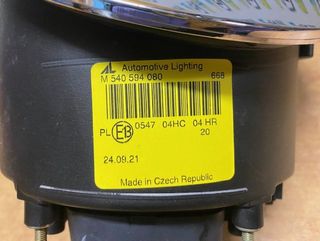 AL Automotive Lighting
M 540 594 080 668
PL E8 0547 04HC 04 HR
20
24.09.21
Made in Czech Republic